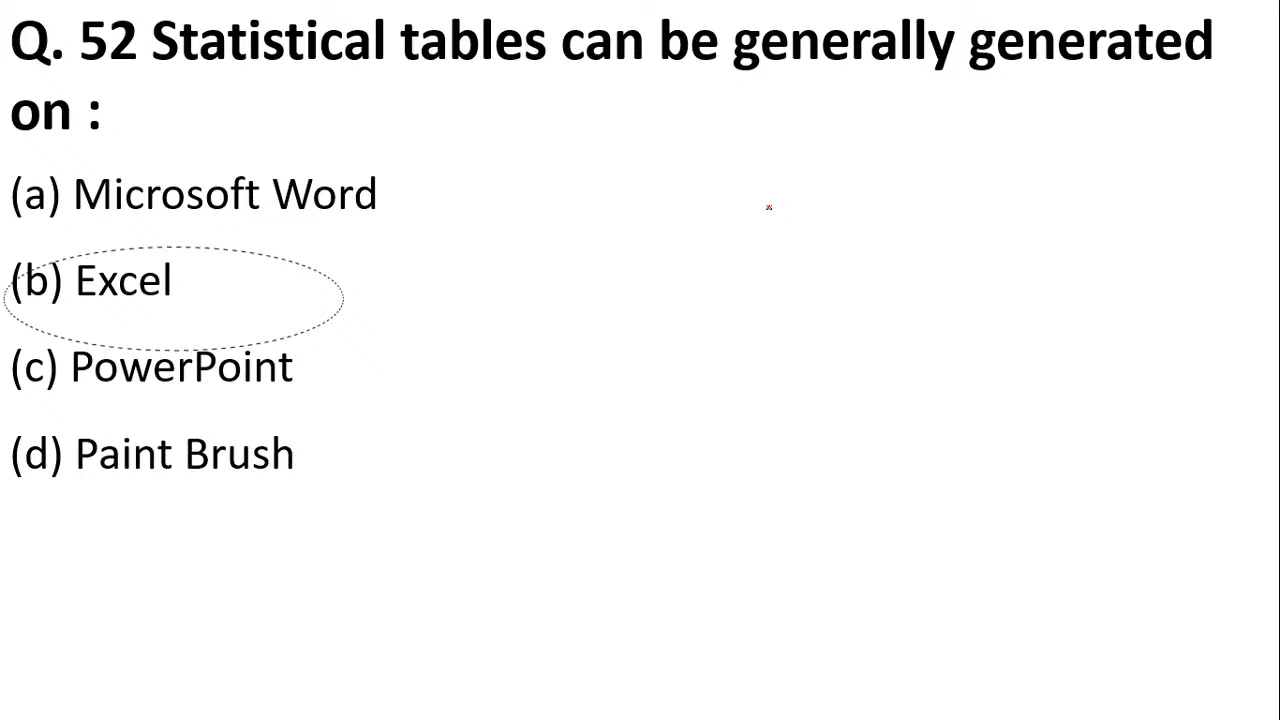 Q. 52 Statistical tables can be generally generated
on :
(a) Microsoft Word
(b) Excel
(c) PowerPoint
(d) Paint Brush